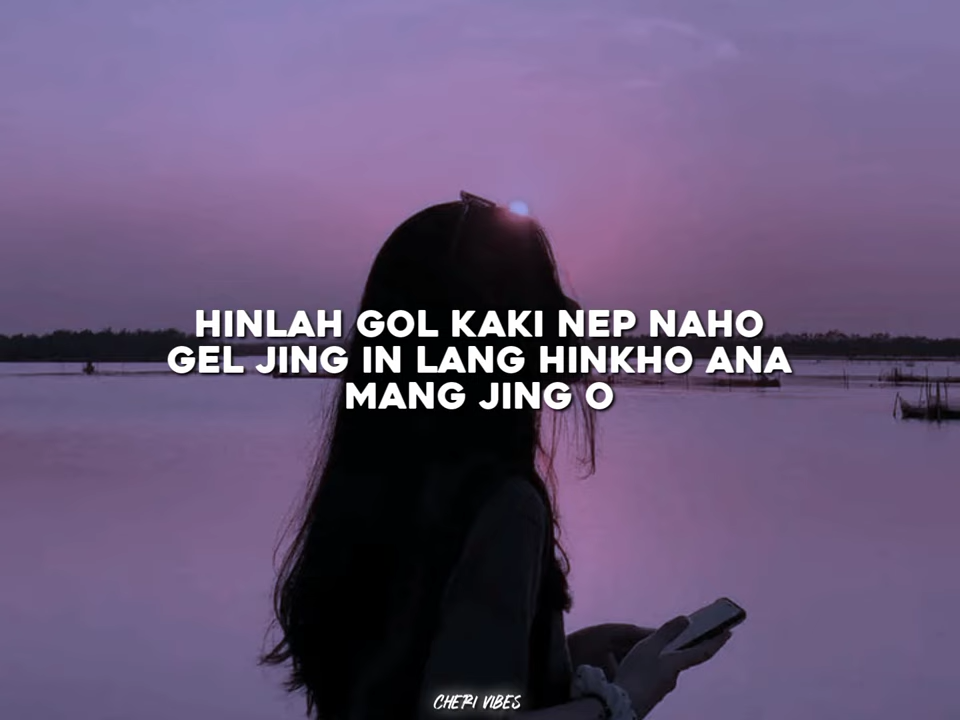 HINLAH GOL KAKI NEP NAHO
GEL JING IN LANG HINKHO ANA
MANG JING O
CHERI VIBES